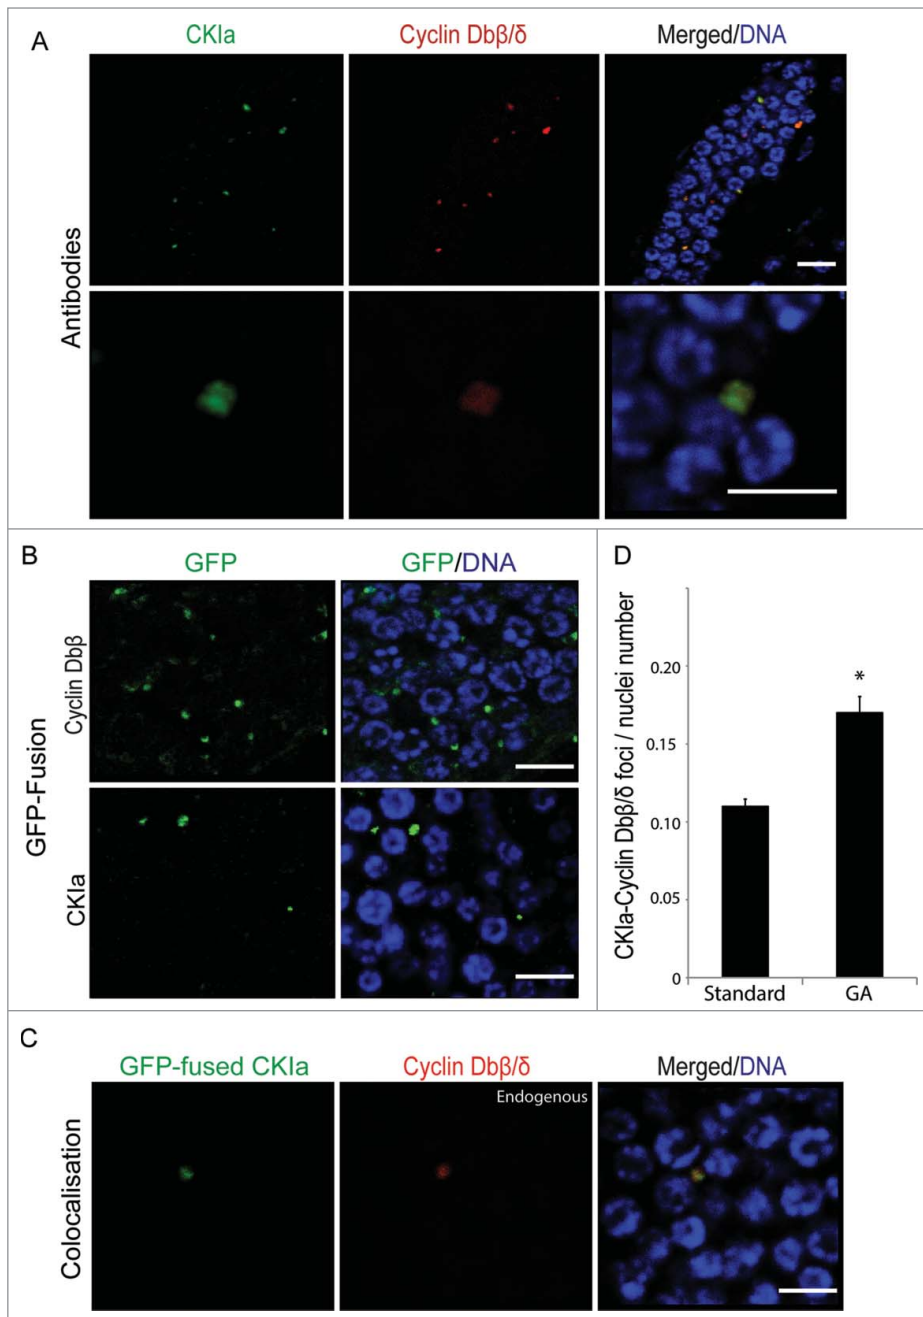 A
CKIa
Cyclin Dbβ/δ
Merged/DNA
Antibodies
B
GFP
GFP/DNA
GFP-Fusion
Cyclin Dbβ
CKIa
D
CKIa-Cyclin Dbβ/δ foci / nuclei number
0.20
*
0.15
0.10
0.05
0
Standard
GA
C
GFP-fused CKIa
Cyclin Dbβ/δ
Merged/DNA
Colocalisation
Endogenous